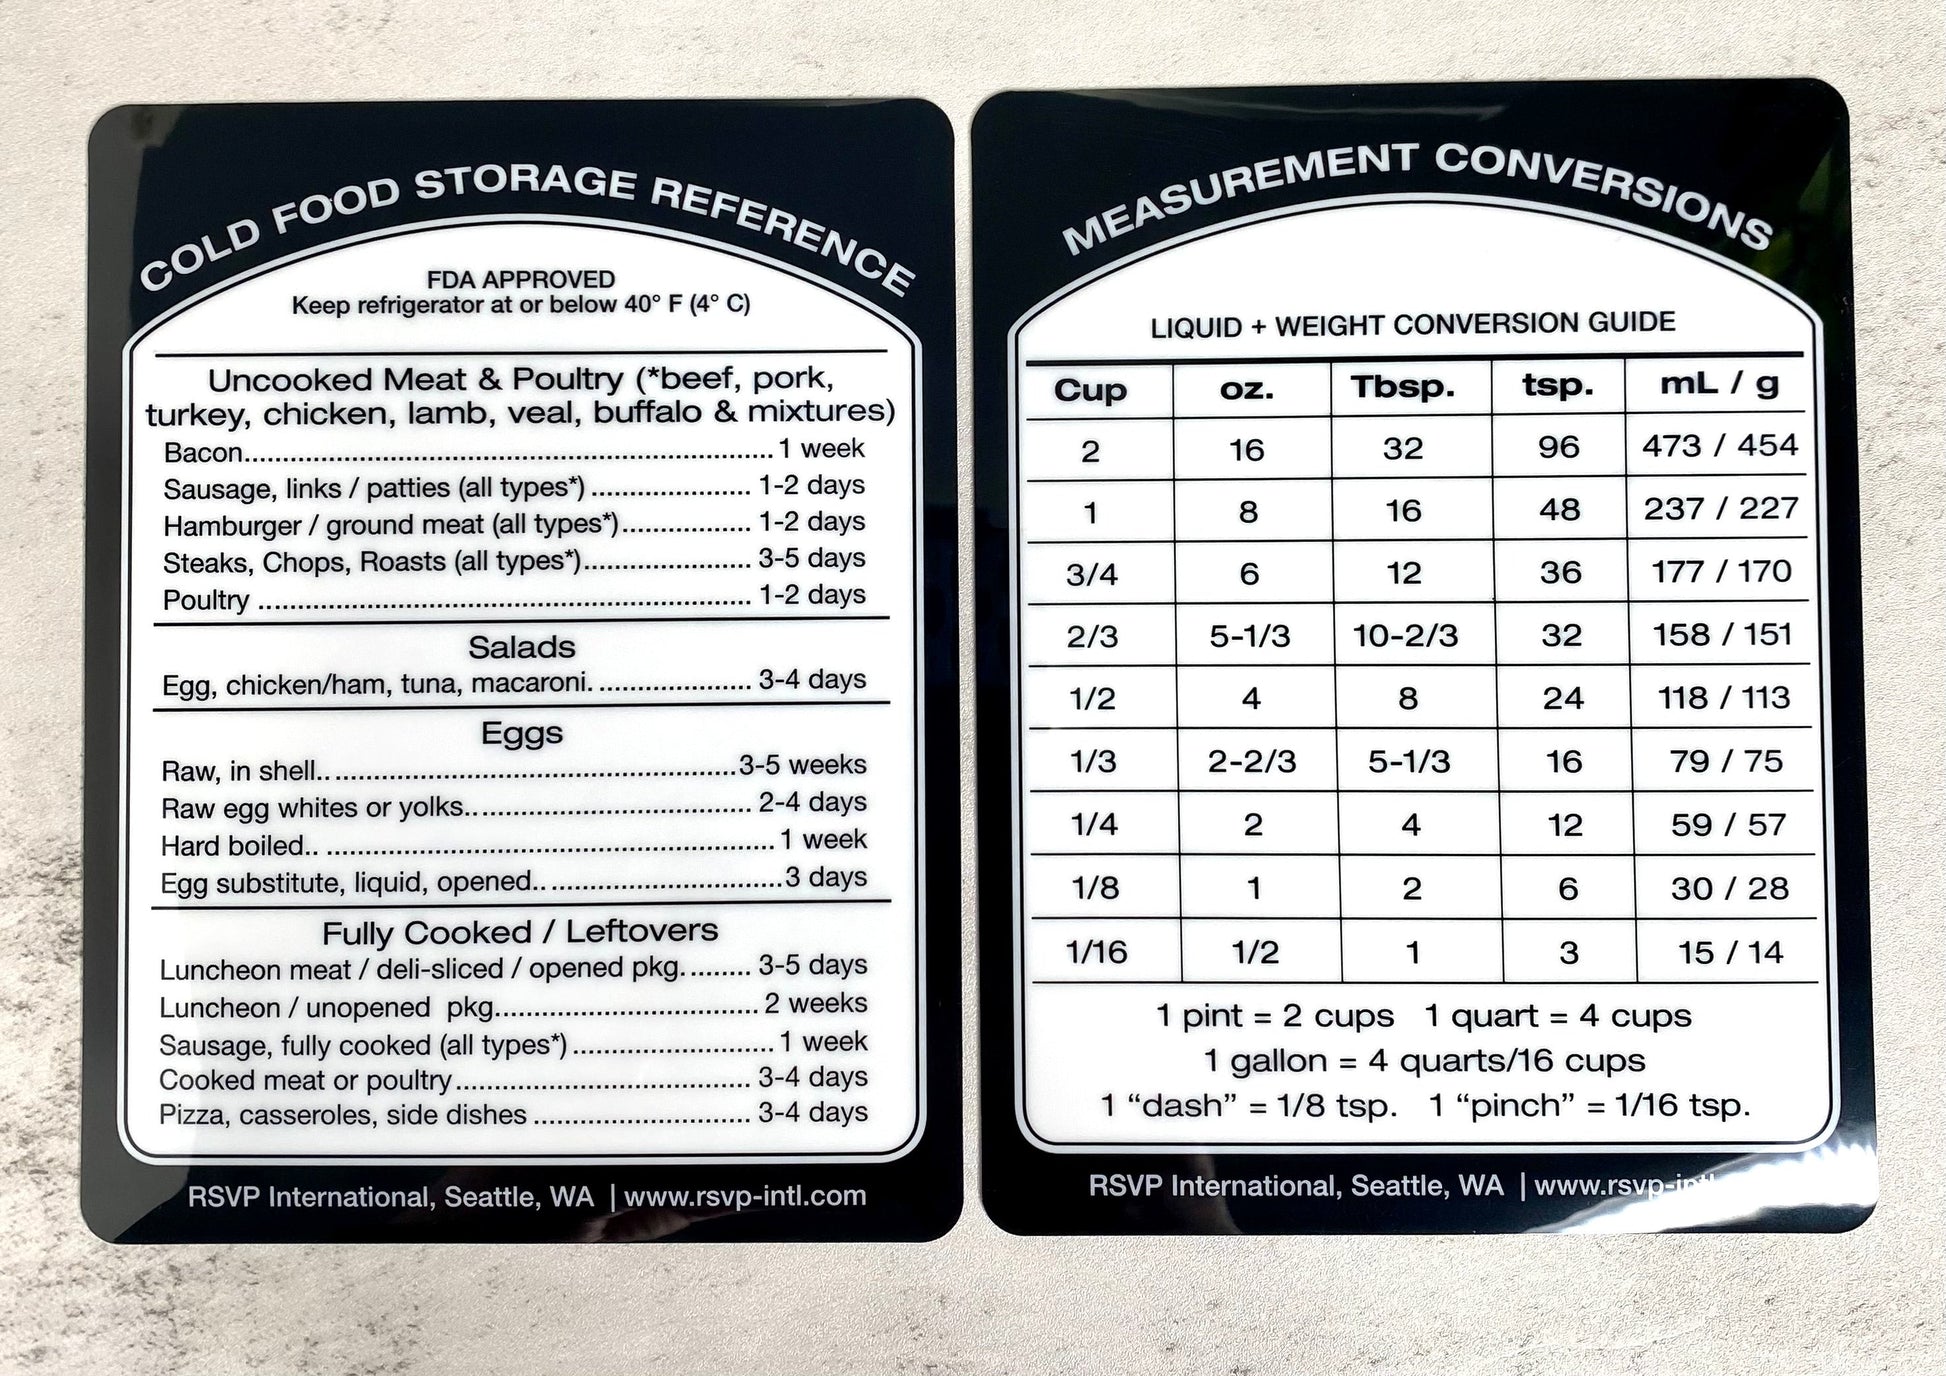 COLD FOOD STORAGE REFERENCE
FDA APPROVED
Keep refrigerator at or below 40° F (4° C)
Uncooked Meat & Poultry (*beef, pork,
turkey, chicken, lamb, veal, buffalo & mixtures)
Bacon.......................................................................1 week
Sausage, links / patties (all types*) ..................... 1-2 days
Hamburger / ground meat (all types*)................. 1-2 days
Steaks, Chops, Roasts (all types*)...................... 3-5 days
Poultry ................................................................ 1-2 days
Salads
Egg, chicken/ham, tuna, macaroni. .................... 3-4 days
Eggs
Raw, in shell.. .....................................................3-5 weeks
Raw egg whites or yolks.. ................................... 2-4 days
Hard boiled.. ......................................................... 1 week
Egg substitute, liquid, opened.. ..............................3 days
Fully Cooked / Leftovers
Luncheon meat / deli-sliced / opened pkg. ........ 3-5 days
Luncheon / unopened pkg.................................. 2 weeks
Sausage, fully cooked (all types*) .......................... 1 week
Cooked meat or poultry...................................... 3-4 days
Pizza, casseroles, side dishes ............................ 3-4 days
RSVP International, Seattle, WA | www.rsvp-intl.com
MEASUREMENT CONVERSIONS
LIQUID + WEIGHT CONVERSION GUIDE
Cup oz. Tbsp. tsp. mL / g
2 16 32 96 473 / 454
1 8 16 48 237 / 227
3/4 6 12 36 177 / 170
2/3 5-1/3 10-2/3 32 158 / 151
1/2 4 8 24 118 / 113
1/3 2-2/3 5-1/3 16 79 / 75
1/4 2 4 12 59 / 57
1/8 1 2 6 30 / 28
1/16 1/2 1 3 15 / 14
1 pint = 2 cups 1 quart = 4 cups
1 gallon = 4 quarts/16 cups
1 “dash” = 1/8 tsp. 1 “pinch” = 1/16 tsp.
RSVP International, Seattle, WA |